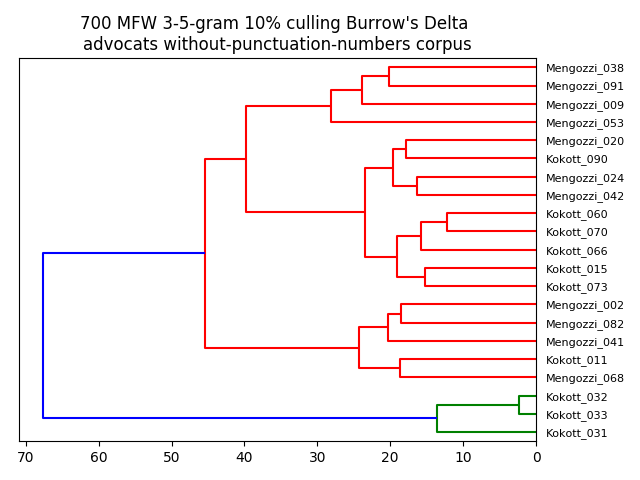 700 MFW 3-5-gram 10% culling Burrow's Delta
advocats without-punctuation-numbers corpus
Mengozzi_038
Mengozzi_091
Mengozzi_009
Mengozzi_053
Mengozzi_020
Kokott_090
Mengozzi_024
Mengozzi_042
Kokott_060
Kokott_070
Kokott_066
Kokott_015
Kokott_073
Mengozzi_002
Mengozzi_082
Mengozzi_041
Kokott_011
Mengozzi_068
Kokott_032
Kokott_033
Kokott_031
70 60 50 40 30 20 10 0